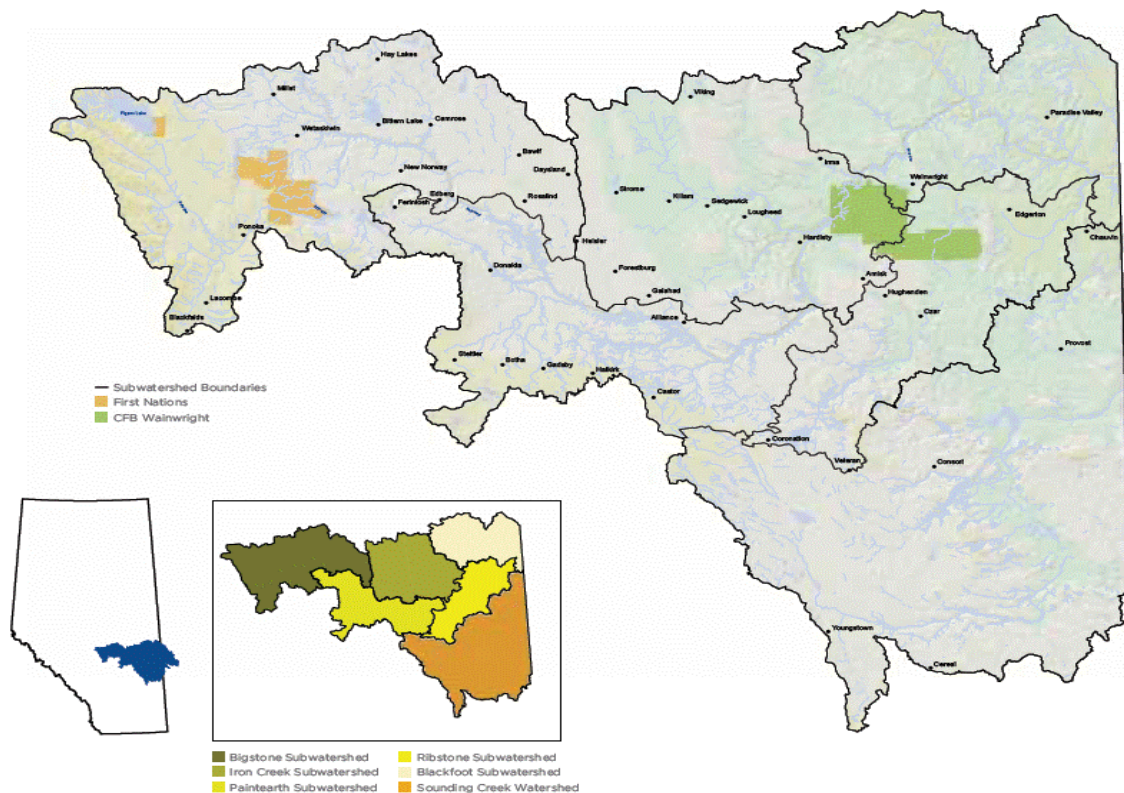 Hay Lakes
Millet
Viking
Pigeon Lake
Bittern Lake
Camrose
Paradise Valley
Wetaskiwin
Bawlf
Irma
New Norway
Daysland
Wainwright
Strome
Killam
Sedgewick
Edberg
Ferintosh
Rosalind
Lougheed
Edgerton
Ponoka
Heisler
Hardisty
Chauvin
Donalda
Forestburg
Amisk
Lacombe
Galahad
Hughenden
Blackfalds
Alliance
Czar
Provost
Stettler
Botha
Gadsby
Halkirk
Castor
Subwatershed Boundaries
First Nations
CFB Wainwright
Coronation
Veteran
Consort
Youngstown
Cereal
Bigstone Subwatershed
Ribstone Subwatershed
Iron Creek Subwatershed
Blackfoot Subwatershed
Paintearth Subwatershed
Sounding Creek Watershed